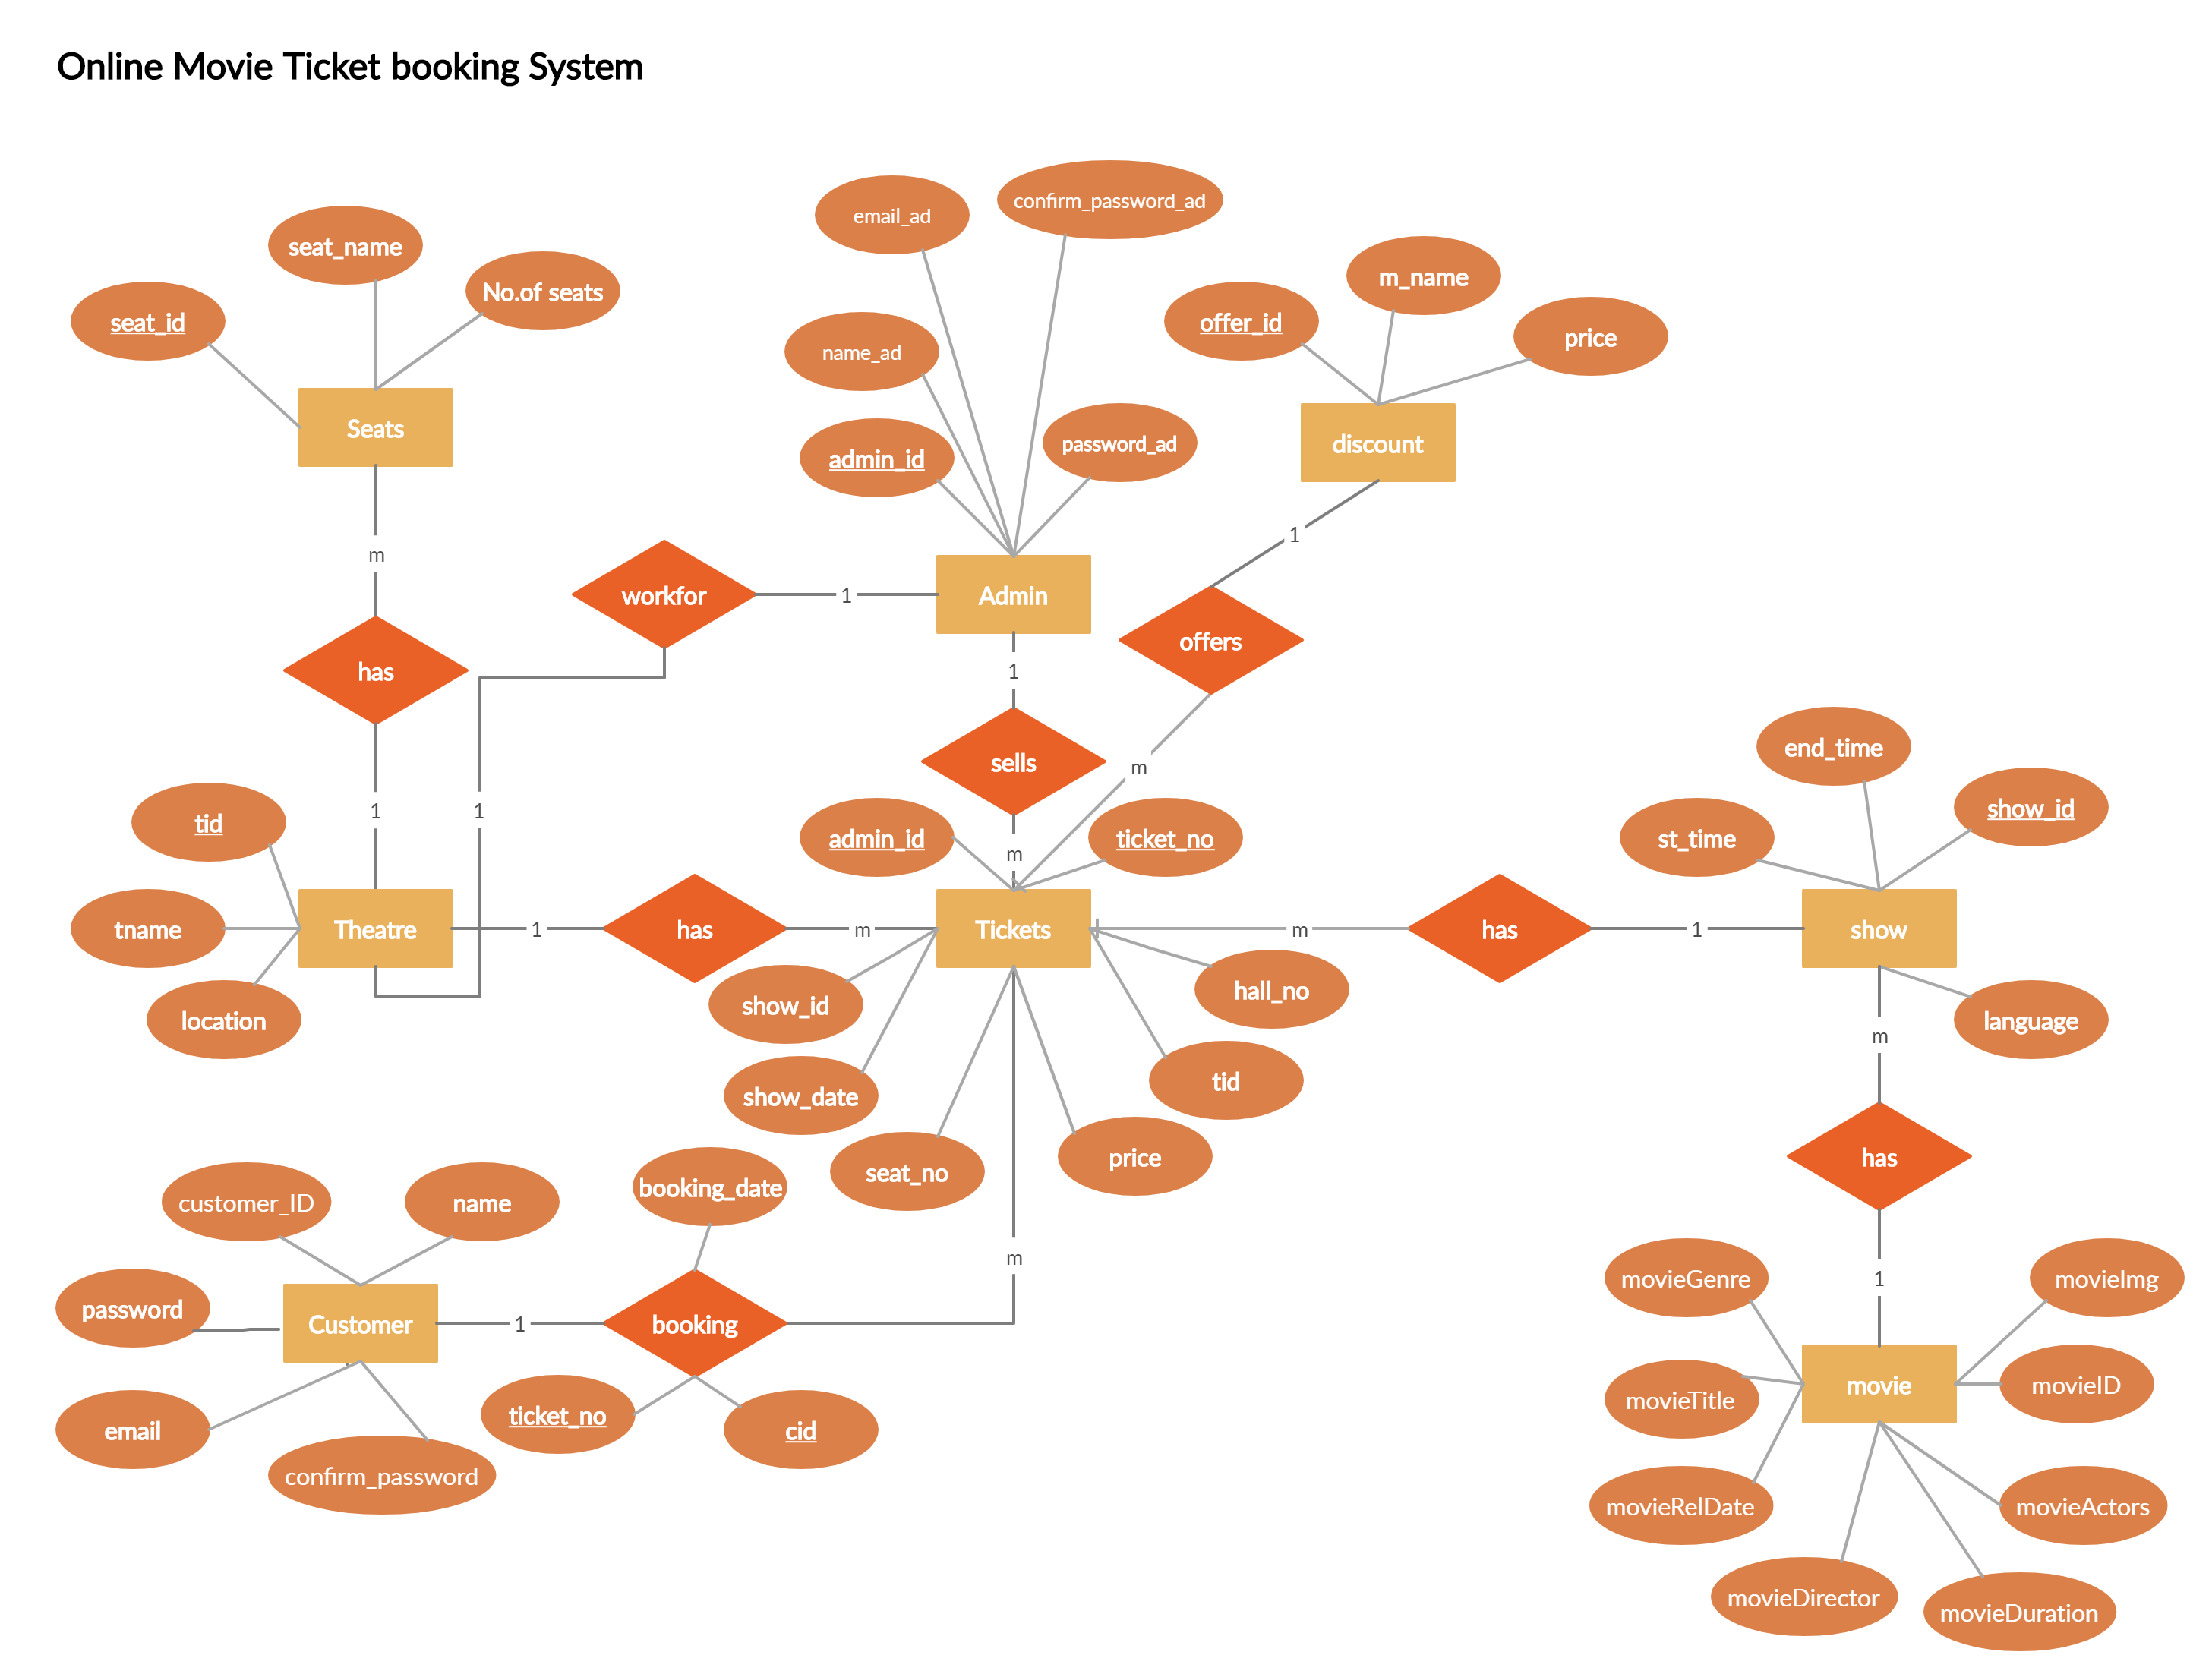 Online Movie Ticket booking System
confirm_password_ad
email_ad
seat_name
m_name
No.of seats
seat_id
offer_id
price
name_ad
Seats
password_ad
discount
admin_id
1
m
workfor
1
Admin
offers
has
1
end_time
sells
m
1
1
show_id
tid
admin_id
ticket_no
st_time
m
tname
Theatre
1
has
m
Tickets
m
has
1
show
hall_no
show_id
location
language
m
tid
show_date
price
has
seat_no
booking_date
customer_ID
name
m
movieGenre
1
movieImg
password
Customer
1
booking
movieTitle
movie
movieID
ticket_no
cid
email
confirm_password
movieRelDate
movieActors
movieDirector
movieDuration